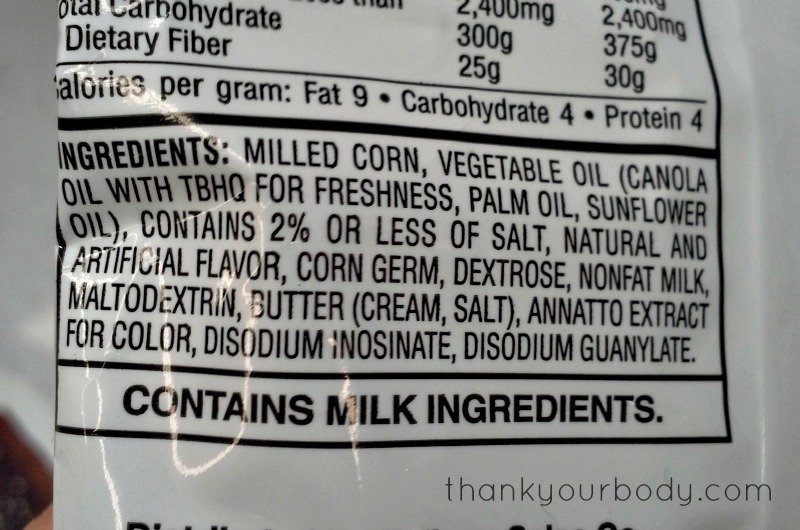 than 2,400mg 2,400mg
Carbohydrate 300g 375g
Dietary Fiber 25g 30g
per gram: Fat 9 • Carbohydrate 4 • Protein 4
INGREDIENTS: MILLED CORN, VEGETABLE OIL (CANOLA
OIL WITH TBHQ FOR FRESHNESS, PALM OIL, SUNFLOWER
OIL), CONTAINS 2% OR LESS OF SALT, NATURAL AND
ARTIFICIAL FLAVOR, CORN GERM, DEXTROSE, NONFAT MILK,
MALTODEXTRIN, BUTTER (CREAM, SALT), ANNATTO EXTRACT
FOR COLOR, DISODIUM INOSINATE, DISODIUM GUANYLATE.
CONTAINS MILK INGREDIENTS.
thankyourbody.com